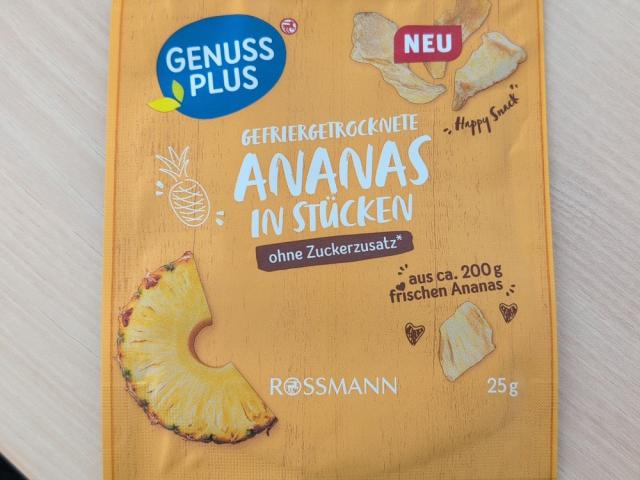 GENUSS
PLUS
NEU
Happy Snack
GEFRIERGETROCKNETE
ANANAS
IN STÜCKEN
ohne Zuckerzusatz*
aus ca. 200 g
frischen Ananas
ROSSMANN
25 g